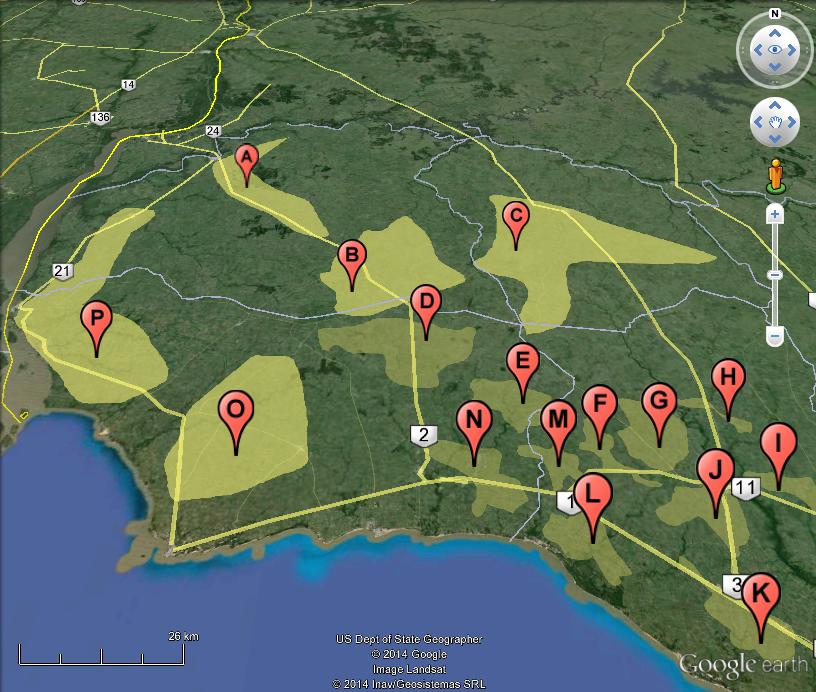 N
14
136
24
A
C
B
21
D
P
E
H
F
G
O
N
M
2
I
J
11
L
1
3
K
26 km
US Dept of State Geographer
© 2014 Google
Image Landsat
© 2014 Inav/Geosistemas SRL
Google earth